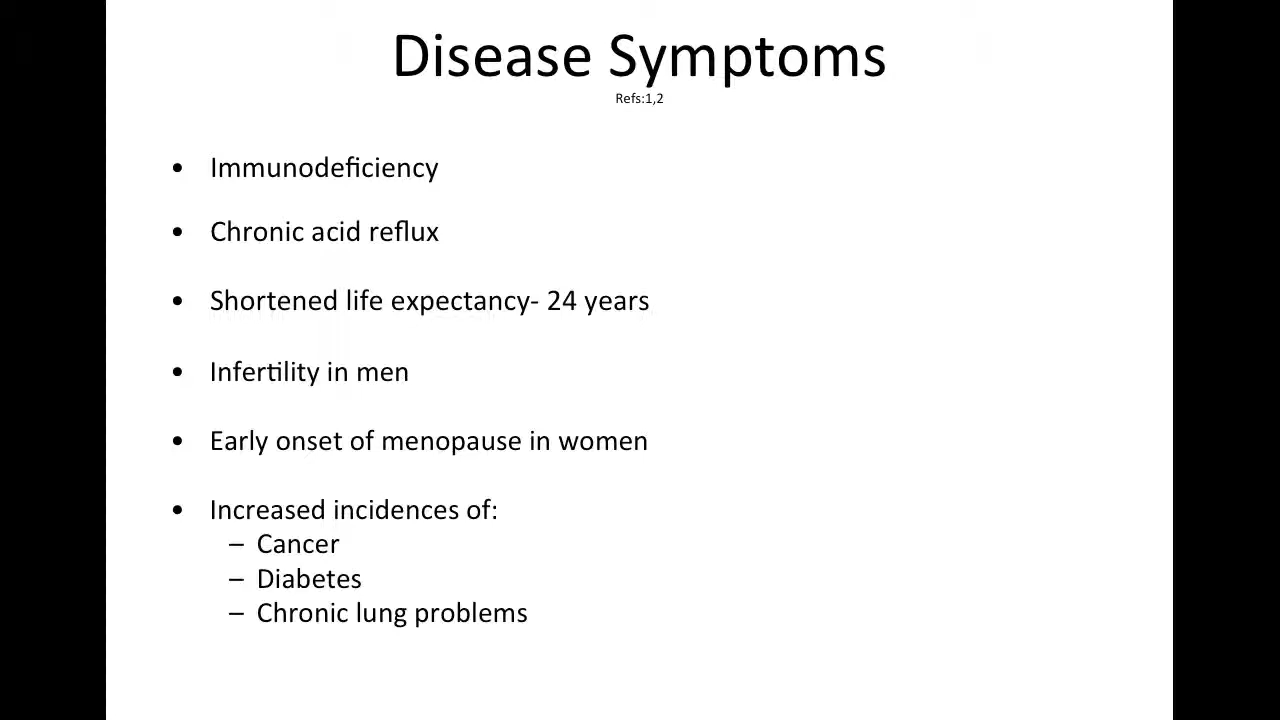 Disease Symptoms
Refs:1,2
• Immunodeficiency
• Chronic acid reflux
• Shortened life expectancy- 24 years
• Infertility in men
• Early onset of menopause in women
• Increased incidences of:
– Cancer
– Diabetes
– Chronic lung problems